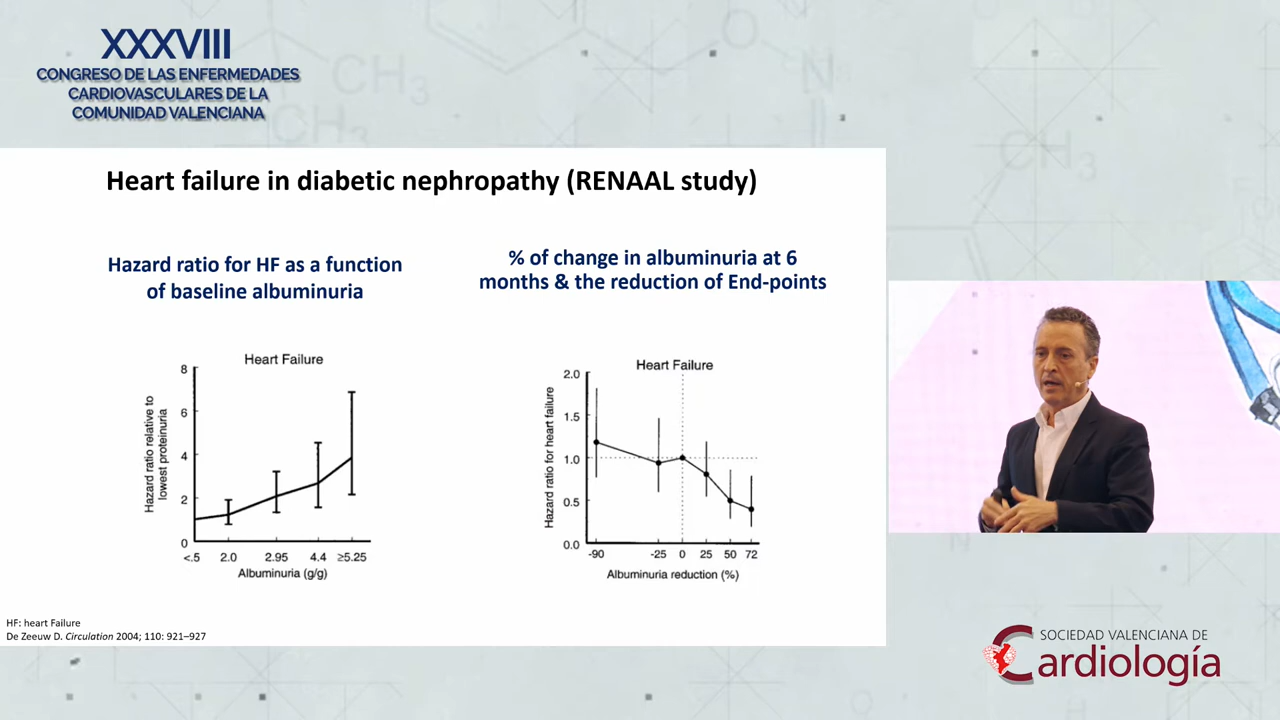 XXXVIII
CONGRESO DE LAS ENFERMEDADES
CARDIOVASCULARES DE LA
COMUNIDAD VALENCIANA
CH3
CH3
O
N
CH3
Heart failure in diabetic nephropathy (RENAAL study)
Hazard ratio for HF as a function
of baseline albuminuria
Heart Failure
Hazard ratio relative to
lowest proteinuria
8
6
4
2
0
<.5 2.0 2.95 4.4 ≥5.25
Albuminuria (g/g)
% of change in albuminuria at 6
months & the reduction of End-points
Heart Failure
Hazard ratio for heart failure
2.0
1.5
1.0
0.5
0.0
-90 -25 0 25 50 72
Albuminuria reduction (%)
HF: heart Failure
De Zeeuw D. Circulation 2004; 110: 921–927
SOCIEDAD VALENCIANA DE
Cardiología